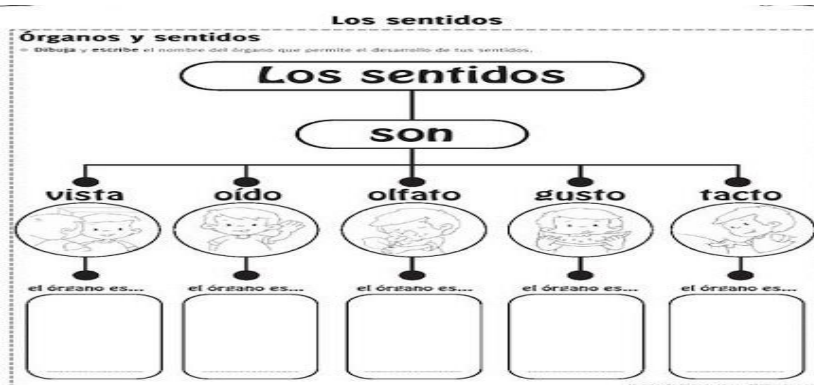 Los sentidos
Órganos y sentidos
Dibuja y escribe el nombre del órgano que permite el desarrollo de tus sentidos.
Los sentidos
son
vista oído olfato gusto tacto
el órgano es... el órgano es... el órgano es... el órgano es... el órgano es...